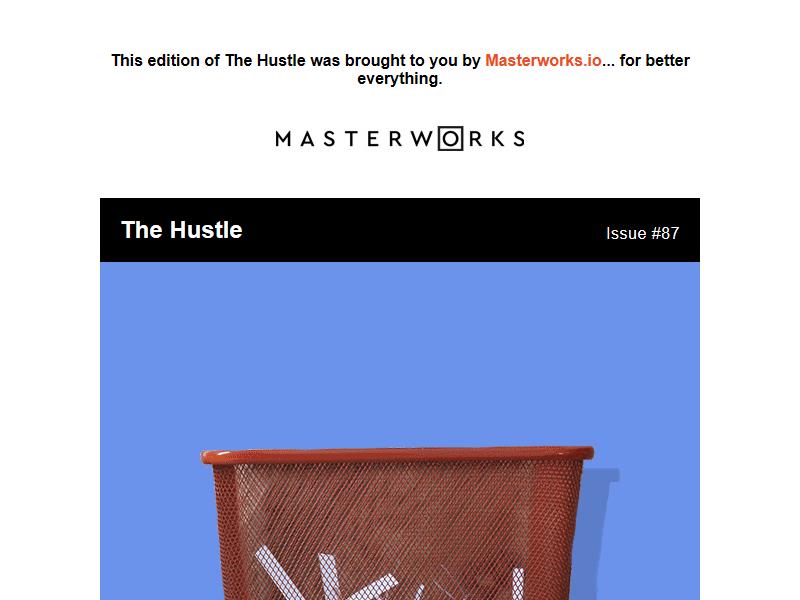 This edition of The Hustle was brought to you by Masterworks.io... for better
everything.
MASTERWORKS
The Hustle
Issue #87